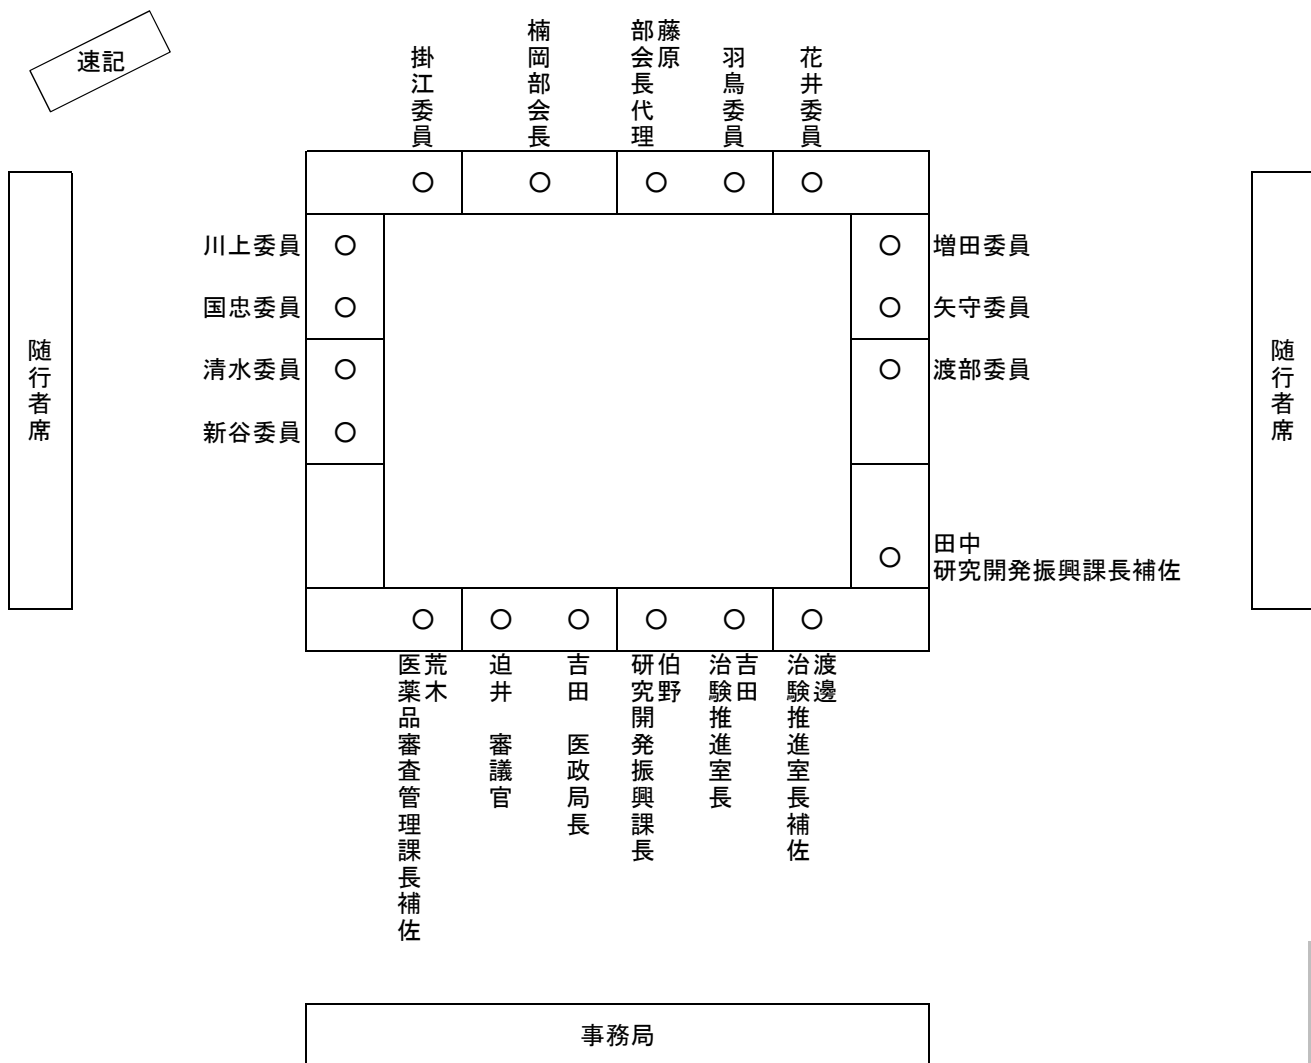 速記
掛江委員
楠岡部会長
藤原
部会長代理
羽鳥委員
花井委員
川上委員
国忠委員
清水委員
新谷委員
増田委員
矢守委員
渡部委員
田中
研究開発振興課長補佐
随行者席
随行者席
荒木
医薬品審査管理課長補佐
迫井 審議官
吉田 医政局長
伯野
研究開発振興課長
吉田
治験推進室長
渡邊
治験推進室長補佐
事務局